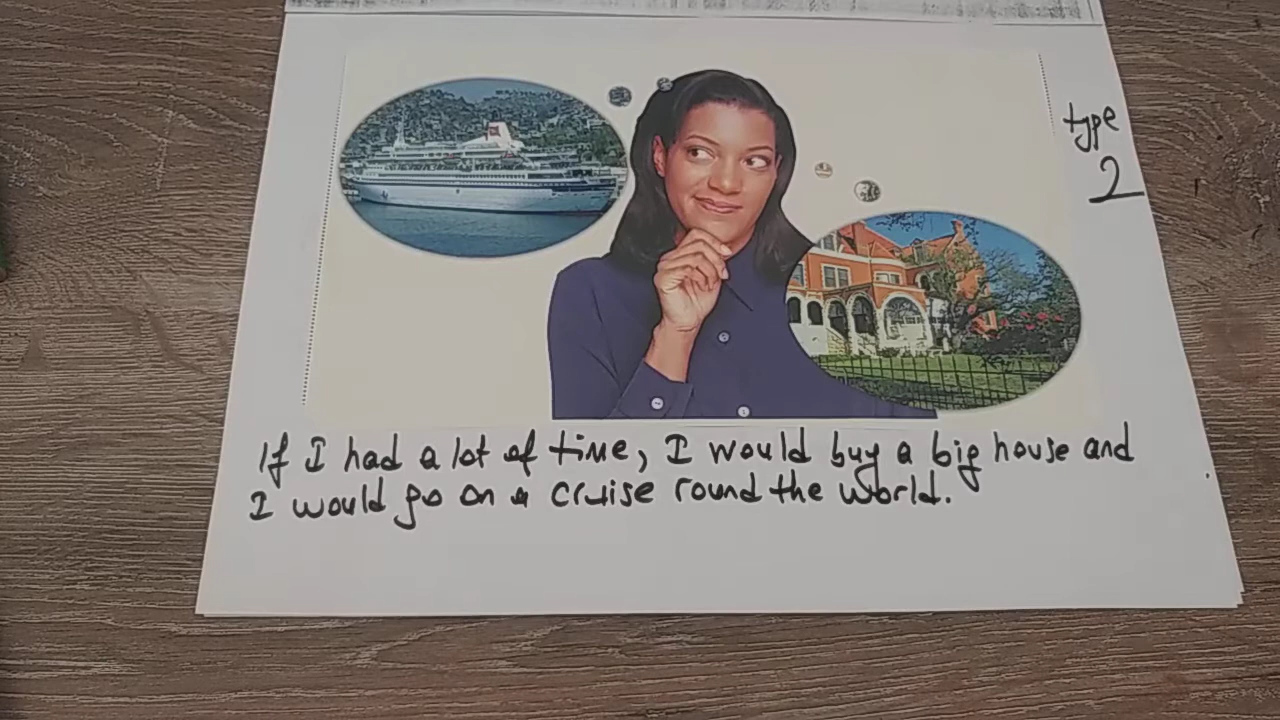 type
2
If I had a lot of time, I would buy a big house and
I would go on a cruise round the world.